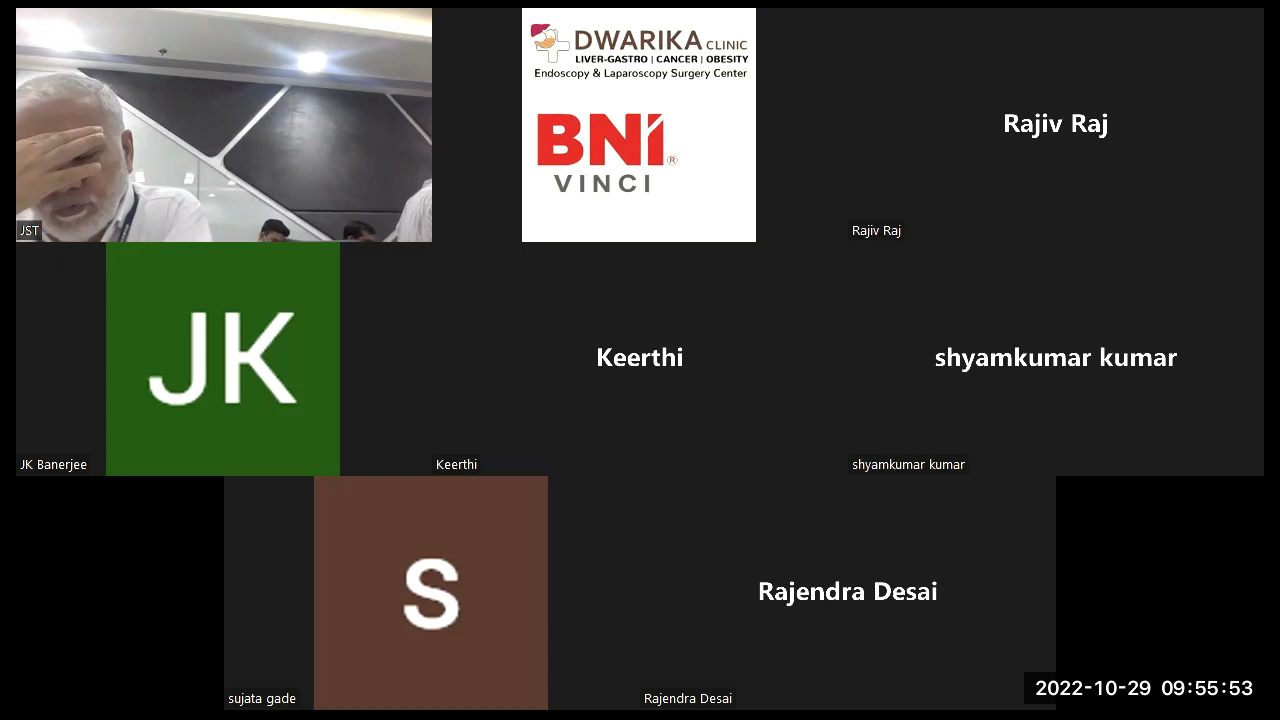 JST
DWARIKA CLINIC
LIVER-GASTRO | CANCER | OBESITY
Endoscopy & Laparoscopy Surgery Center
BNI ®
VINCI
Rajiv Raj
Rajiv Raj
JK
JK Banerjee
Keerthi
Keerthi
shyamkumar kumar
shyamkumar kumar
S
sujata gade
Rajendra Desai
Rajendra Desai
2022-10-29 09:55:53